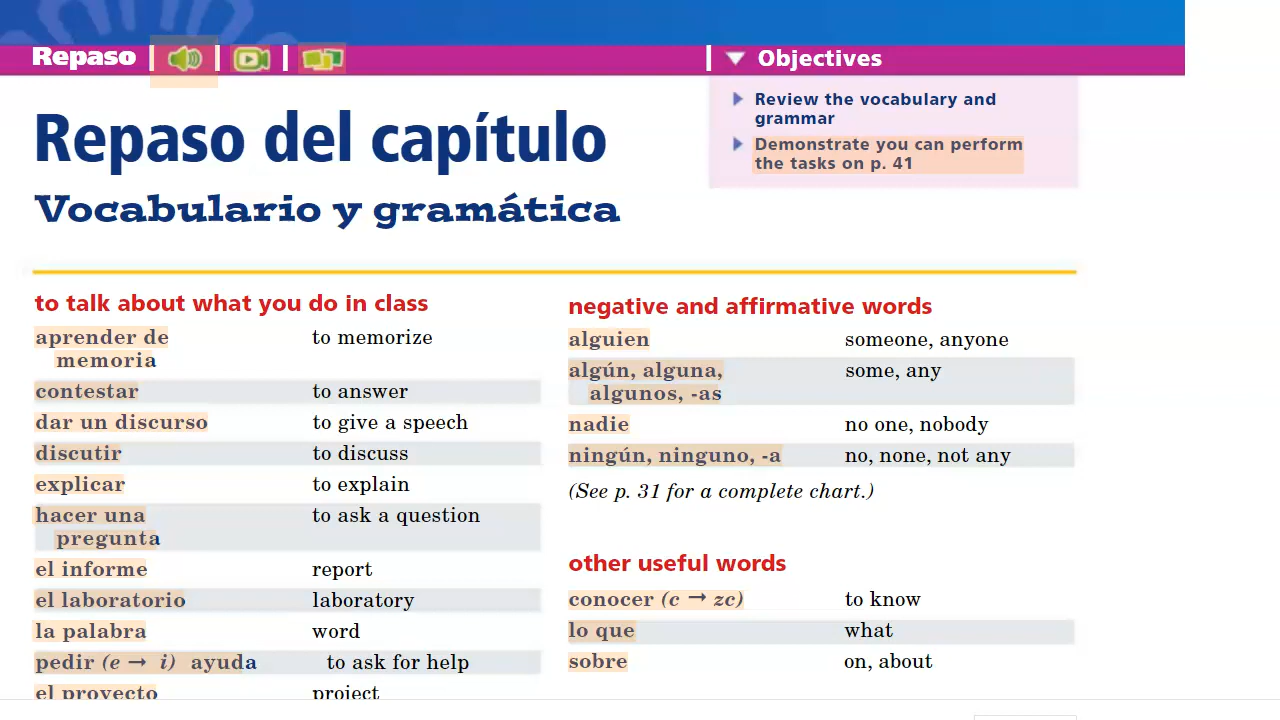 Repaso
Objectives
Review the vocabulary and
grammar
Demonstrate you can perform
the tasks on p. 41
Repaso del capítulo
Vocabulario y gramática
to talk about what you do in class
aprender de to memorize
memoria
contestar to answer
dar un discurso to give a speech
discutir to discuss
explicar to explain
hacer una to ask a question
pregunta
el informe report
el laboratorio laboratory
la palabra word
pedir (e → i) ayuda to ask for help
el proyecto project
negative and affirmative words
alguien someone, anyone
algún, alguna, some, any
algunos, -as
nadie no one, nobody
ningún, ninguno, -a no, none, not any
(See p. 31 for a complete chart.)
other useful words
conocer (c → zc) to know
lo que what
sobre on, about